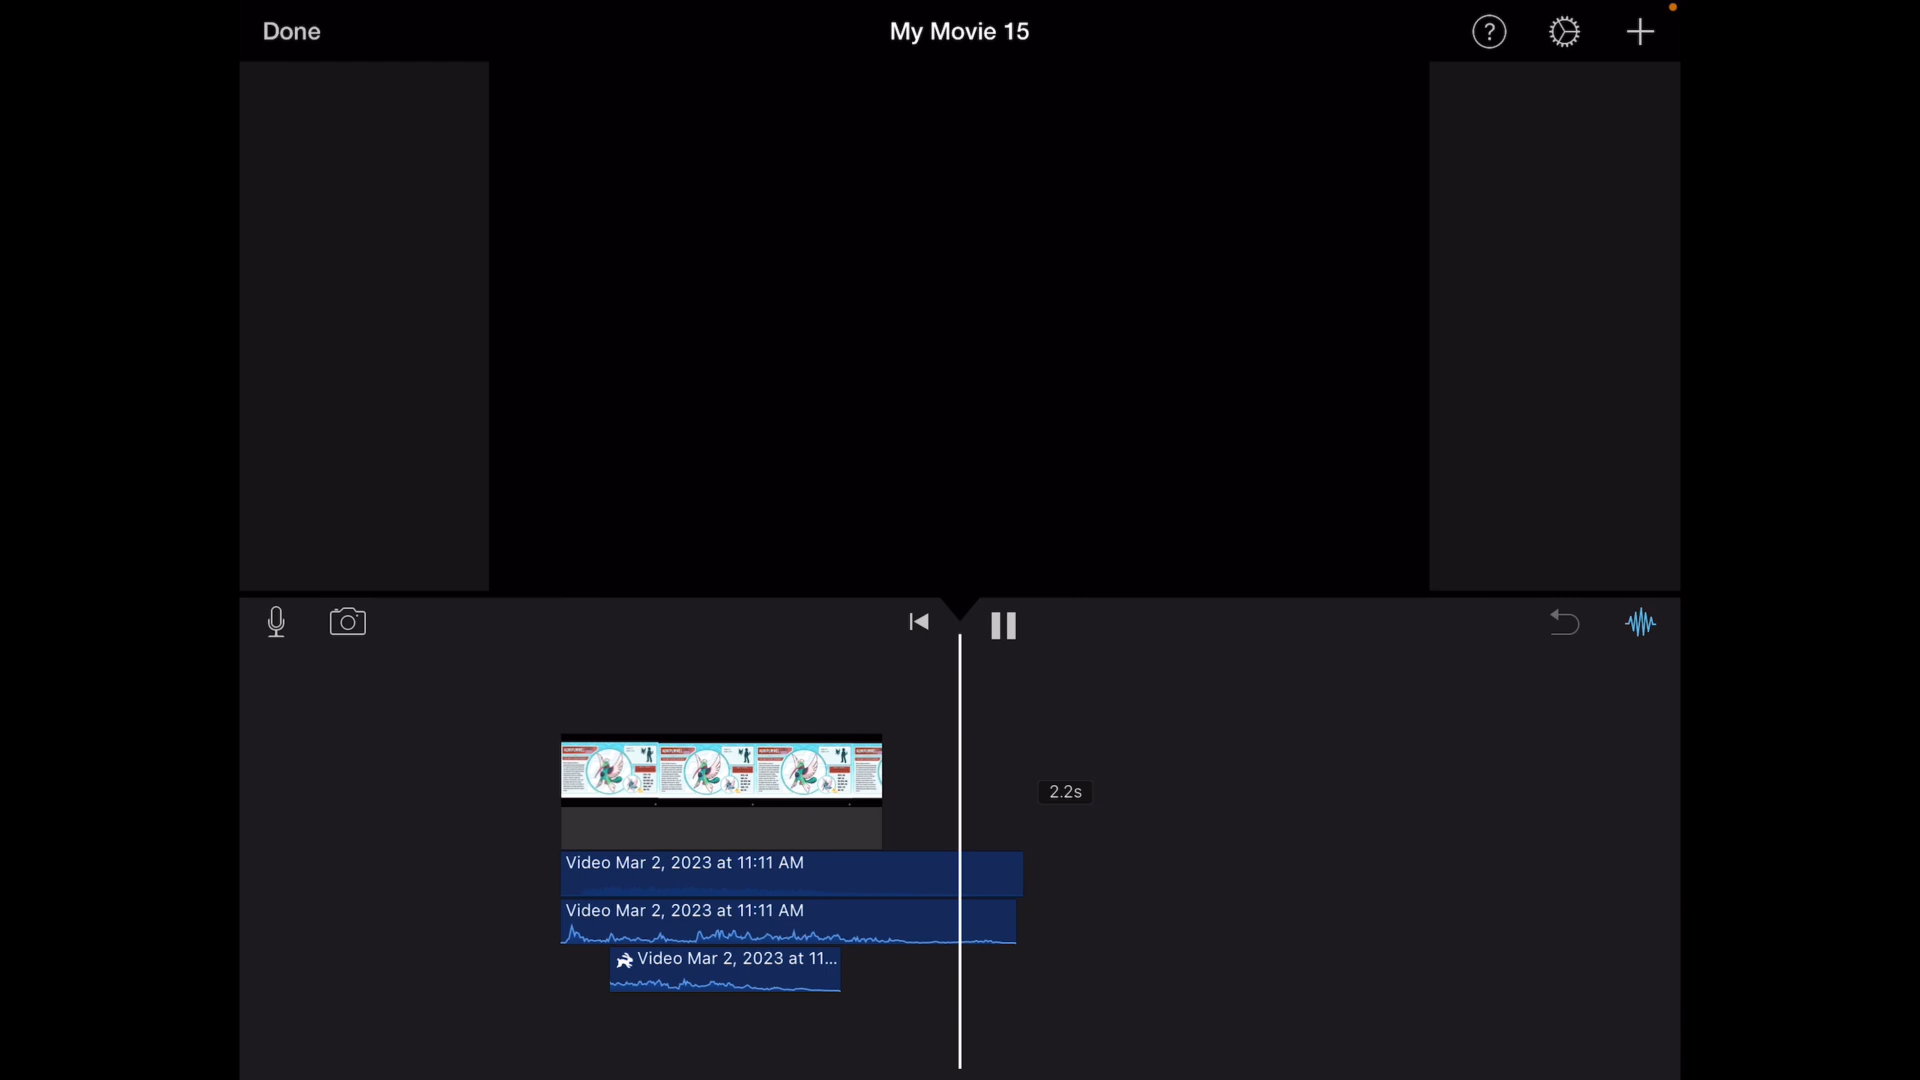 Done
My Movie 15
?
2.2s
Video Mar 2, 2023 at 11:11 AM
Video Mar 2, 2023 at 11:11 AM
Video Mar 2, 2023 at 11...